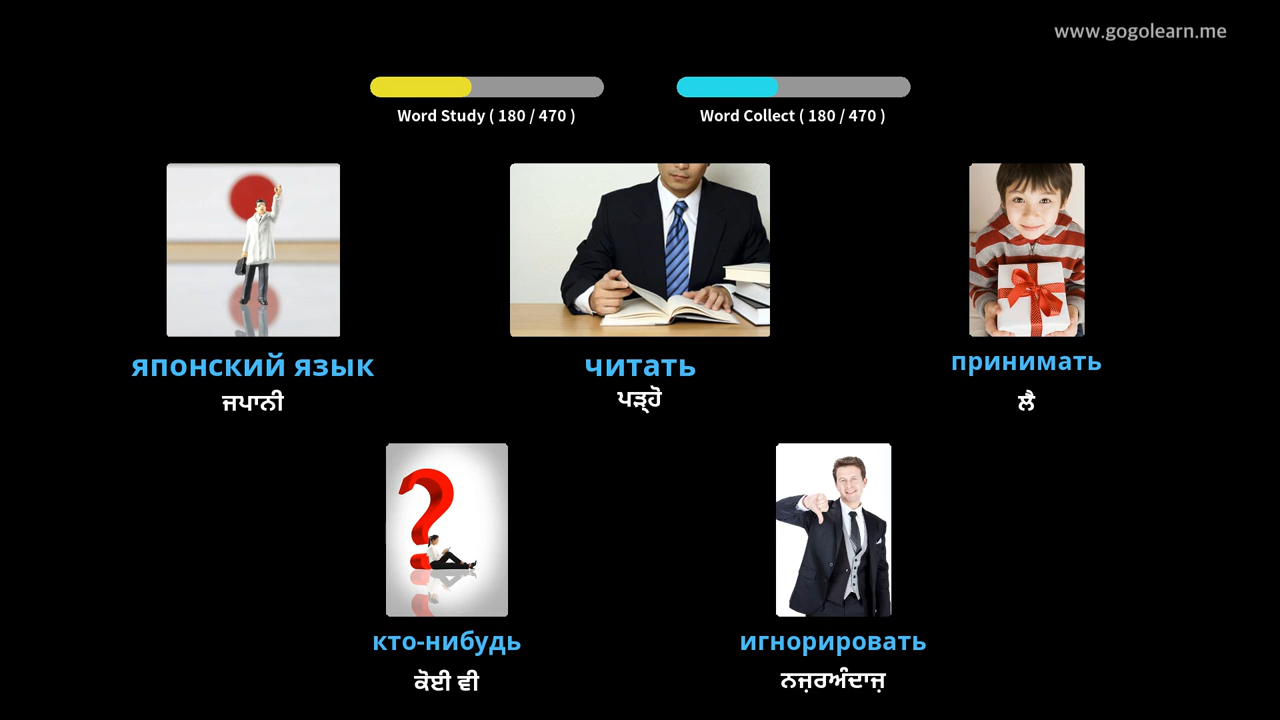 www.gogolearn.me
Word Study ( 180 / 470 )
Word Collect ( 180 / 470 )
японский язык
ਜਪਾਨੀ
читать
ਪੜ੍ਹੋ
принимать
ਲੈ
кто-нибудь
ਕੋਈ ਵੀ
игнорировать
ਨਜ਼ਰਅੰਦਾਜ਼